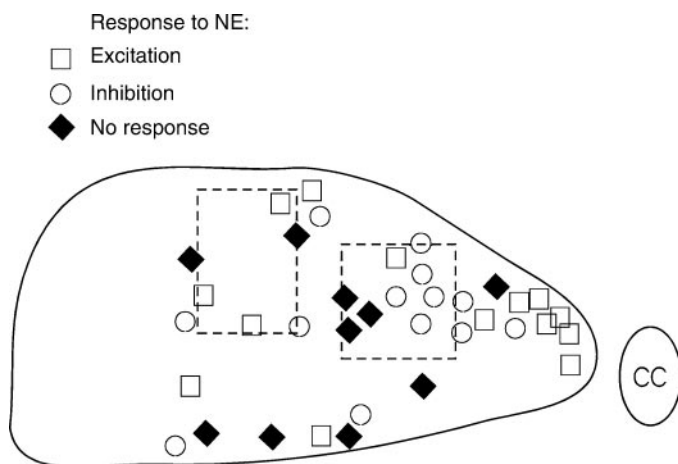 Response to NE:
Excitation
Inhibition
No response
CC